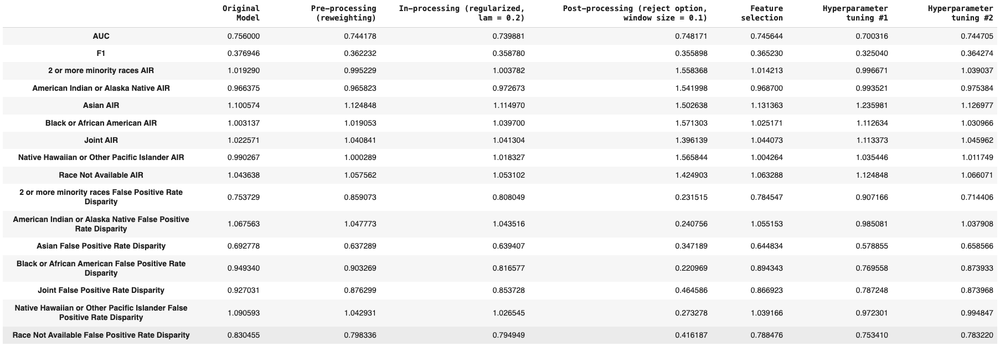 Original Model Pre-processing (reweighting) In-processing (regularized, lam = 0.2) Post-processing (reject option, window size = 0.1) Feature selection Hyperparameter tuning #1 Hyperparameter tuning #2
AUC 0.756000 0.744178 0.739881 0.748171 0.745644 0.700316 0.744705
F1 0.376946 0.362232 0.358780 0.355898 0.365230 0.325040 0.364274
2 or more minority races AIR 1.019290 0.995229 1.003782 1.558368 1.014213 0.996671 1.039037
American Indian or Alaska Native AIR 0.966375 0.965823 0.972673 1.541998 0.968700 0.993521 0.975384
Asian AIR 1.100574 1.124848 1.114970 1.502638 1.131363 1.235981 1.126977
Black or African American AIR 1.003137 1.019053 1.039700 1.571303 1.025171 1.112634 1.030966
Joint AIR 1.022571 1.040841 1.041304 1.396139 1.044073 1.113373 1.045962
Native Hawaiian or Other Pacific Islander AIR 0.990267 1.000289 1.018327 1.565844 1.004264 1.035446 1.011749
Race Not Available AIR 1.043638 1.057562 1.053102 1.424903 1.063288 1.124848 1.066071
2 or more minority races False Positive Rate Disparity 0.753729 0.859073 0.808049 0.231515 0.784547 0.907166 0.714406
American Indian or Alaska Native False Positive Rate Disparity 1.067563 1.047773 1.043516 0.240756 1.055153 0.985081 1.037908
Asian False Positive Rate Disparity 0.692778 0.637289 0.639407 0.347189 0.644834 0.578855 0.658566
Black or African American False Positive Rate Disparity 0.949340 0.903269 0.816577 0.220969 0.894343 0.769558 0.873933
Joint False Positive Rate Disparity 0.927031 0.876299 0.853728 0.464586 0.866923 0.787248 0.873968
Native Hawaiian or Other Pacific Islander False Positive Rate Disparity 1.090593 1.042931 1.026545 0.273278 1.039166 0.972301 0.994847
Race Not Available False Positive Rate Disparity 0.830455 0.798336 0.794949 0.416187 0.788476 0.753410 0.783220